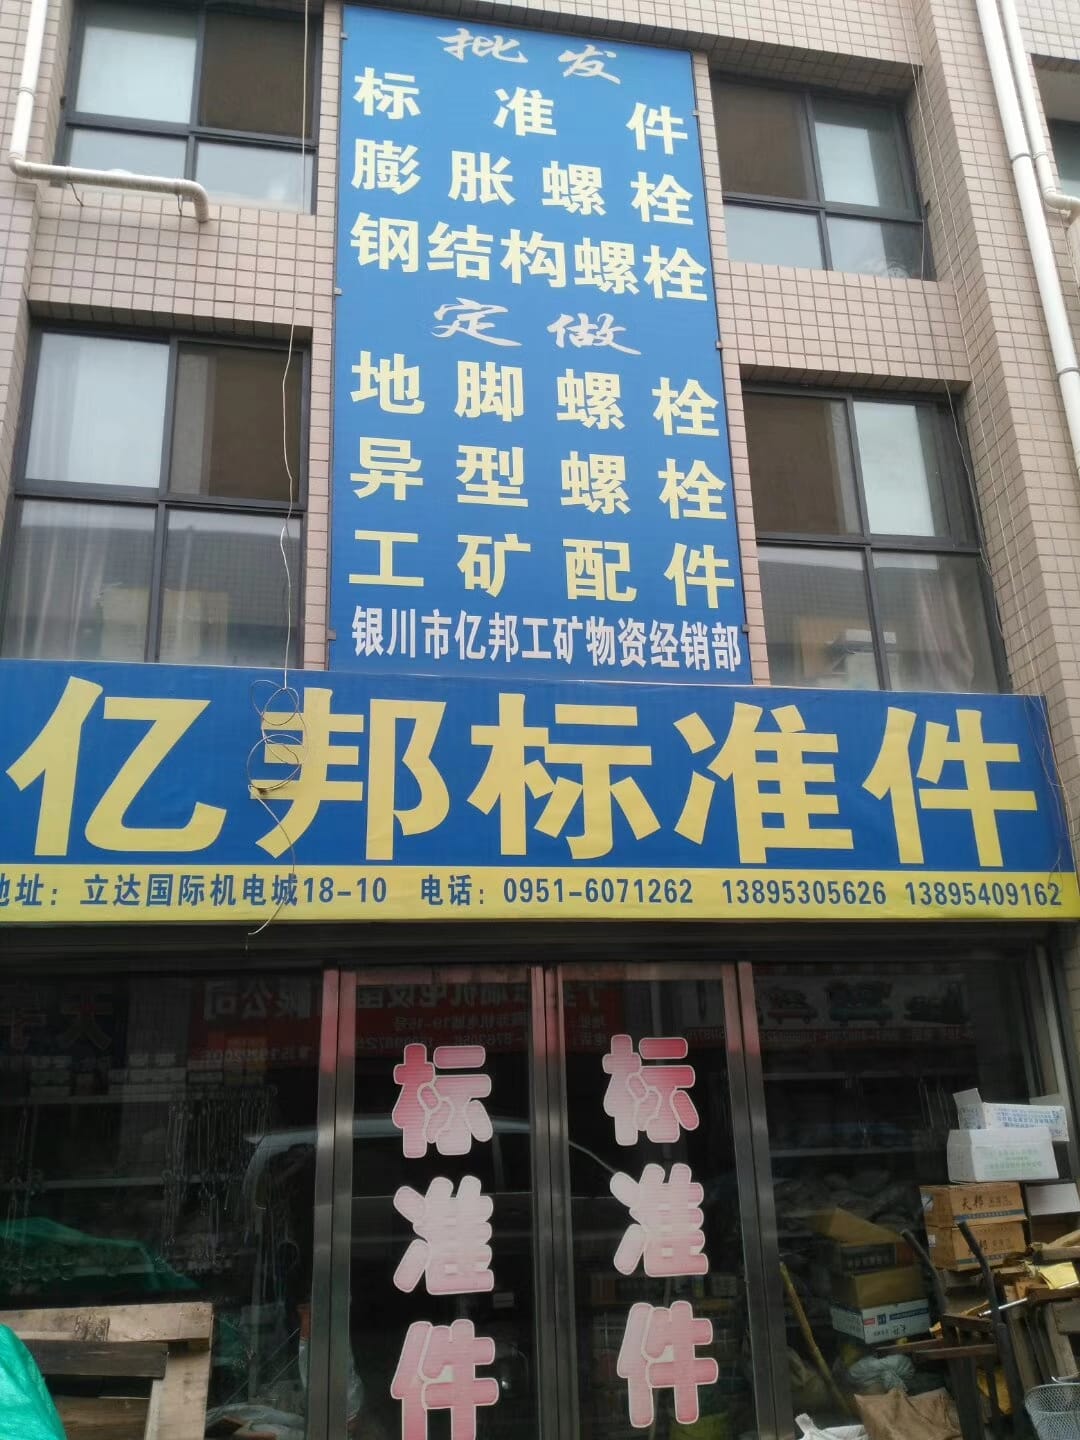 批发
标准件
膨胀螺栓
钢结构螺栓
定做
地脚螺栓
异型螺栓
工矿配件
银川市亿邦工矿物资经销部
亿邦标准件
地址：立达国际机电城18-10 电话：0951-6071262 13895305626 13895409162
标准件
标准件